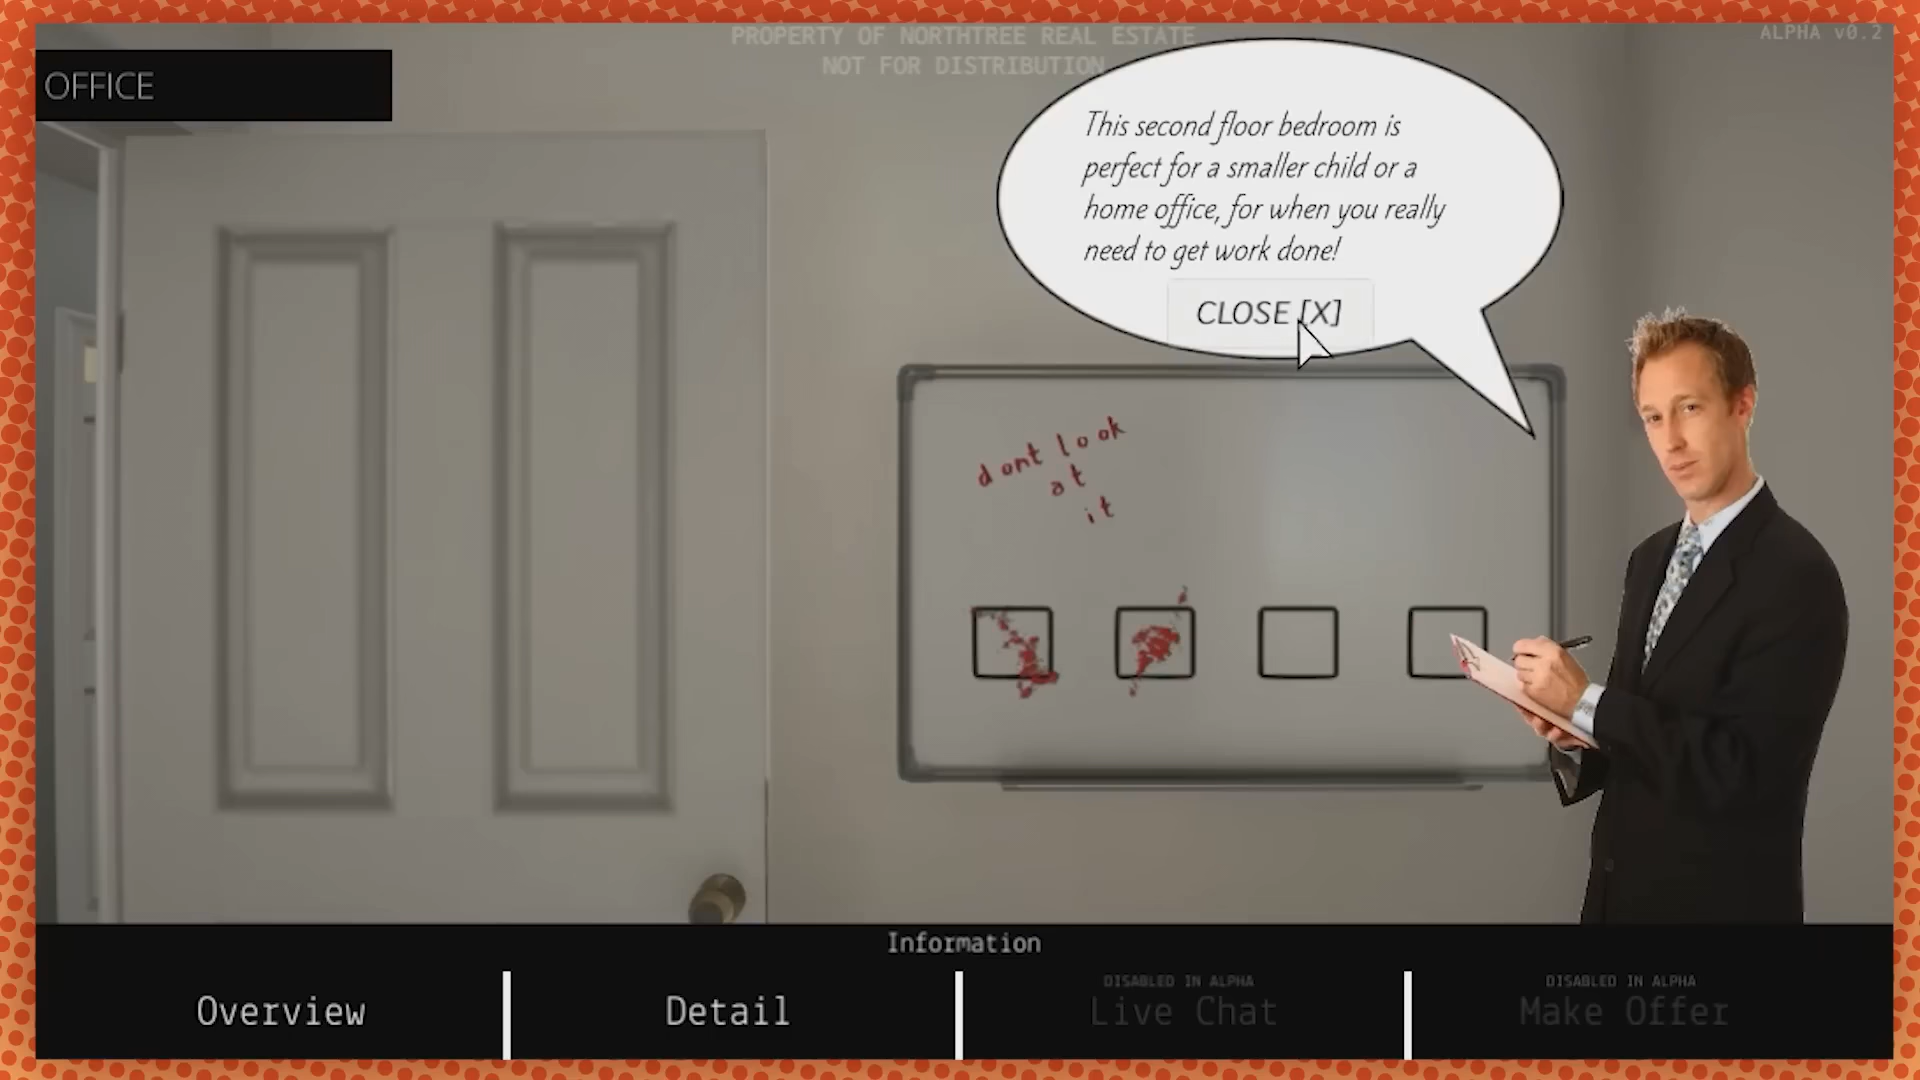 PROPERTY OF NORTHTREE REAL ESTATE
NOT FOR DISTRIBUTION
ALPHA v0.2
OFFICE
This second floor bedroom is
perfect for a smaller child or a
home office, for when you really
need to get work done!
CLOSE [X]
dont look
at
it
Information
Overview
Detail
DISABLED IN ALPHA
Live Chat
DISABLED IN ALPHA
Make Offer